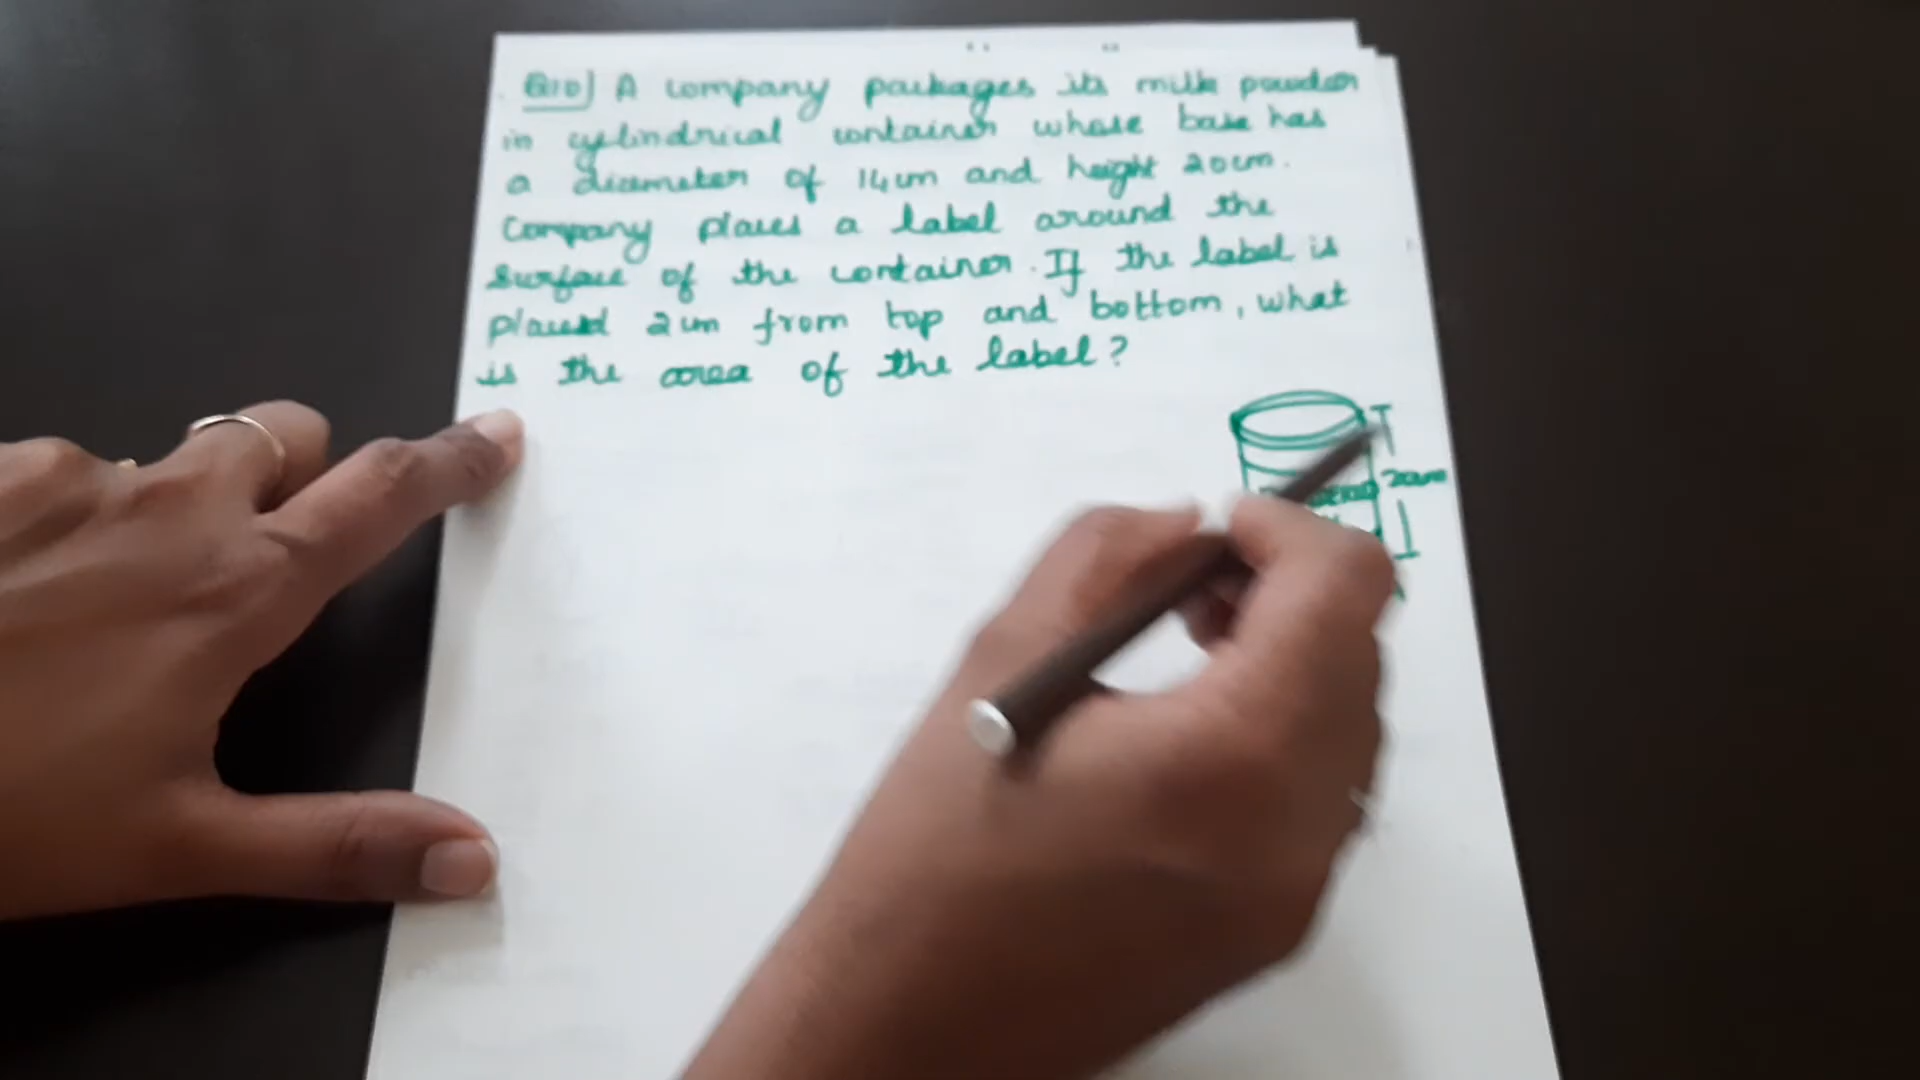 Q10) A company packages its milk powder
in cylindrical container whose base has
a diameter of 14cm and height 20cm.
Company places a label around the
surface of the container. If the label is
placed 2cm from top and bottom, what
is the area of the label?
20cm